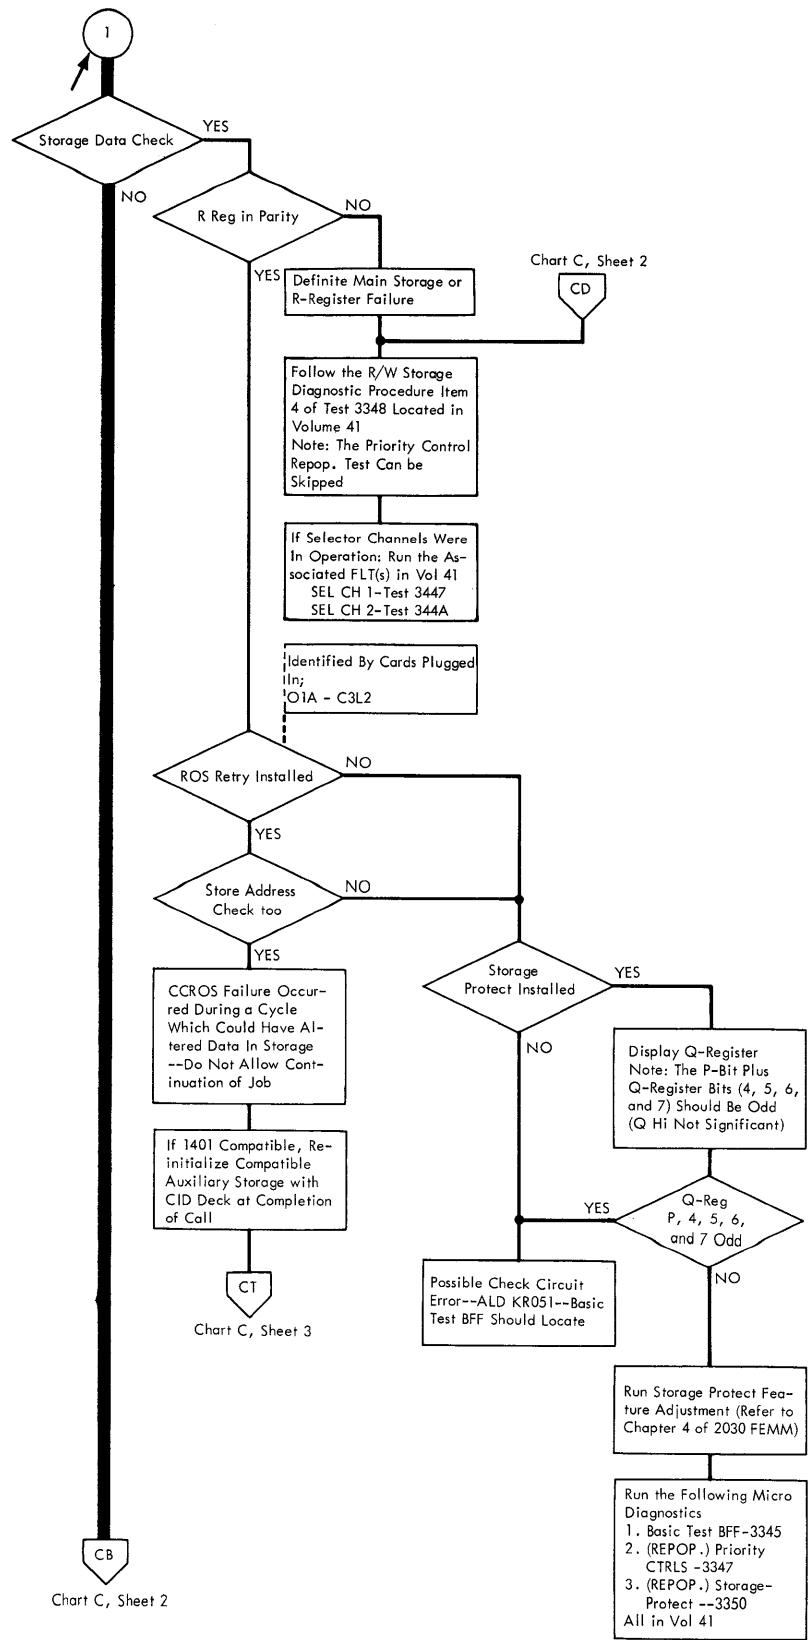 1
Storage Data Check
YES
NO
R Reg in Parity
NO
YES
Definite Main Storage or
R-Register Failure
Chart C, Sheet 2
CD
Follow the R/W Storage
Diagnostic Procedure Item
4 of Test 3348 Located in
Volume 41
Note: The Priority Control
Repop. Test Can be
Skipped
If Selector Channels Were
In Operation: Run the As-
sociated FLT(s) in Vol 41
SEL CH 1-Test 3447
SEL CH 2-Test 344A
Identified By Cards Plugged
In;
O1A - C3L2
ROS Retry Installed
NO
YES
Store Address
Check too
NO
YES
CCROS Failure Occur-
red During a Cycle
Which Could Have Al-
tered Data In Storage
--Do Not Allow Cont-
inuation of Job
If 1401 Compatible, Re-
initialize Compatible
Auxiliary Storage with
CID Deck at Completion
of Call
CT
Chart C, Sheet 3
Storage
Protect Installed
YES
NO
Display Q-Register
Note: The P-Bit Plus
Q-Register Bits (4, 5, 6,
and 7) Should Be Odd
(Q Hi Not Significant)
Q-Reg
P, 4, 5, 6,
and 7 Odd
YES
NO
Possible Check Circuit
Error--ALD KR051--Basic
Test BFF Should Locate
Run Storage Protect Fea-
ture Adjustment (Refer to
Chapter 4 of 2030 FEMM)
Run the Following Micro
Diagnostics
1. Basic Test BFF-3345
2. (REPOP.) Priority
CTRLS -3347
3. (REPOP.) Storage-
Protect --3350
All in Vol 41
CB
Chart C, Sheet 2